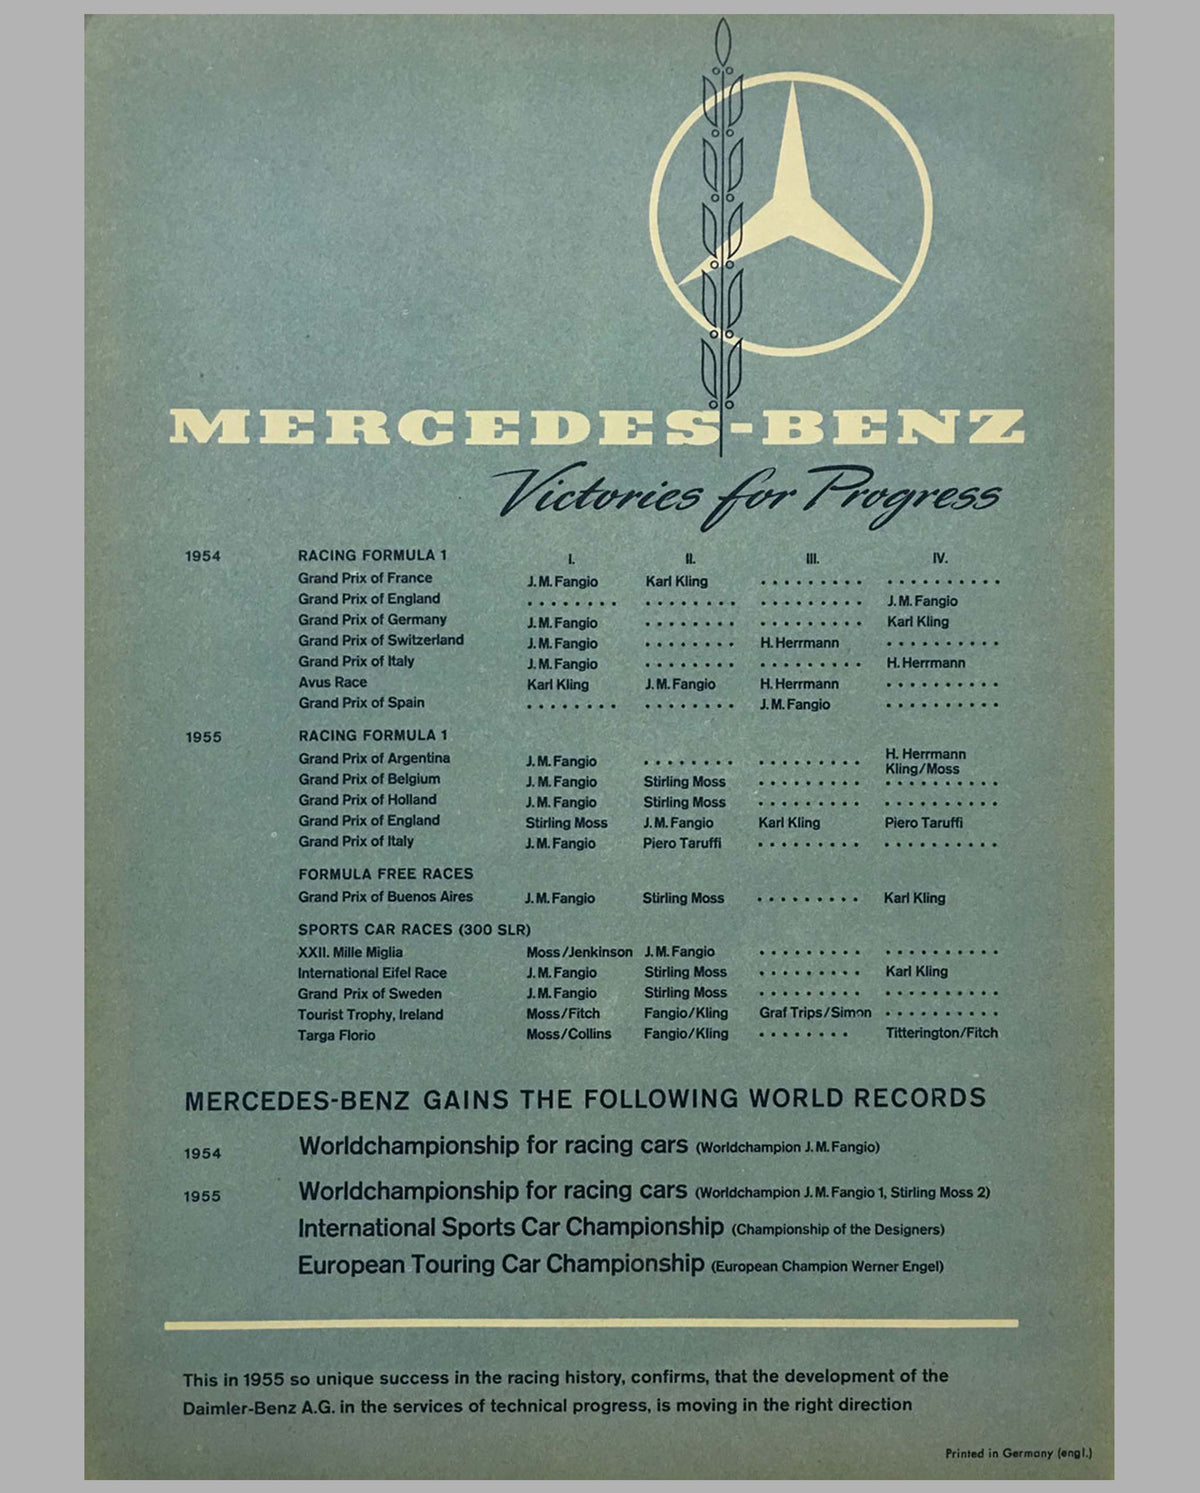 MERCEDES-BENZ
Victories for Progress
1954 RACING FORMULA 1 I. II. III. IV.
Grand Prix of France J. M. Fangio Karl Kling ......... ..........
Grand Prix of England ........ ........ ......... J. M. Fangio
Grand Prix of Germany J. M. Fangio ........ ......... Karl Kling
Grand Prix of Switzerland J. M. Fangio ........ H. Herrmann ..........
Grand Prix of Italy J. M. Fangio ........ ......... H. Herrmann
Avus Race Karl Kling J. M. Fangio H. Herrmann ..........
Grand Prix of Spain ........ ........ J. M. Fangio ..........
1955 RACING FORMULA 1
Grand Prix of Argentina J. M. Fangio ........ ......... H. Herrmann
Kling/Moss
Grand Prix of Belgium J. M. Fangio Stirling Moss ......... ..........
Grand Prix of Holland J. M. Fangio Stirling Moss ......... ..........
Grand Prix of England Stirling Moss J. M. Fangio Karl Kling Piero Taruffi
Grand Prix of Italy J. M. Fangio Piero Taruffi ......... ..........
FORMULA FREE RACES
Grand Prix of Buenos Aires J. M. Fangio Stirling Moss ......... Karl Kling
SPORTS CAR RACES (300 SLR)
XXII. Mille Miglia Moss/Jenkinson J. M. Fangio ......... ..........
International Eifel Race J. M. Fangio Stirling Moss ......... Karl Kling
Grand Prix of Sweden J. M. Fangio Stirling Moss ......... ..........
Tourist Trophy, Ireland Moss/Fitch Fangio/Kling Graf Trips/Simon ..........
Targa Florio Moss/Collins Fangio/Kling ........ Titterington/Fitch
MERCEDES-BENZ GAINS THE FOLLOWING WORLD RECORDS
1954 Worldchampionship for racing cars (Worldchampion J. M. Fangio)
1955 Worldchampionship for racing cars (Worldchampion J. M. Fangio 1, Stirling Moss 2)
International Sports Car Championship (Championship of the Designers)
European Touring Car Championship (European Champion Werner Engel)
This in 1955 so unique success in the racing history, confirms, that the development of the
Daimler-Benz A.G. in the services of technical progress, is moving in the right direction
Printed in Germany (engl.)